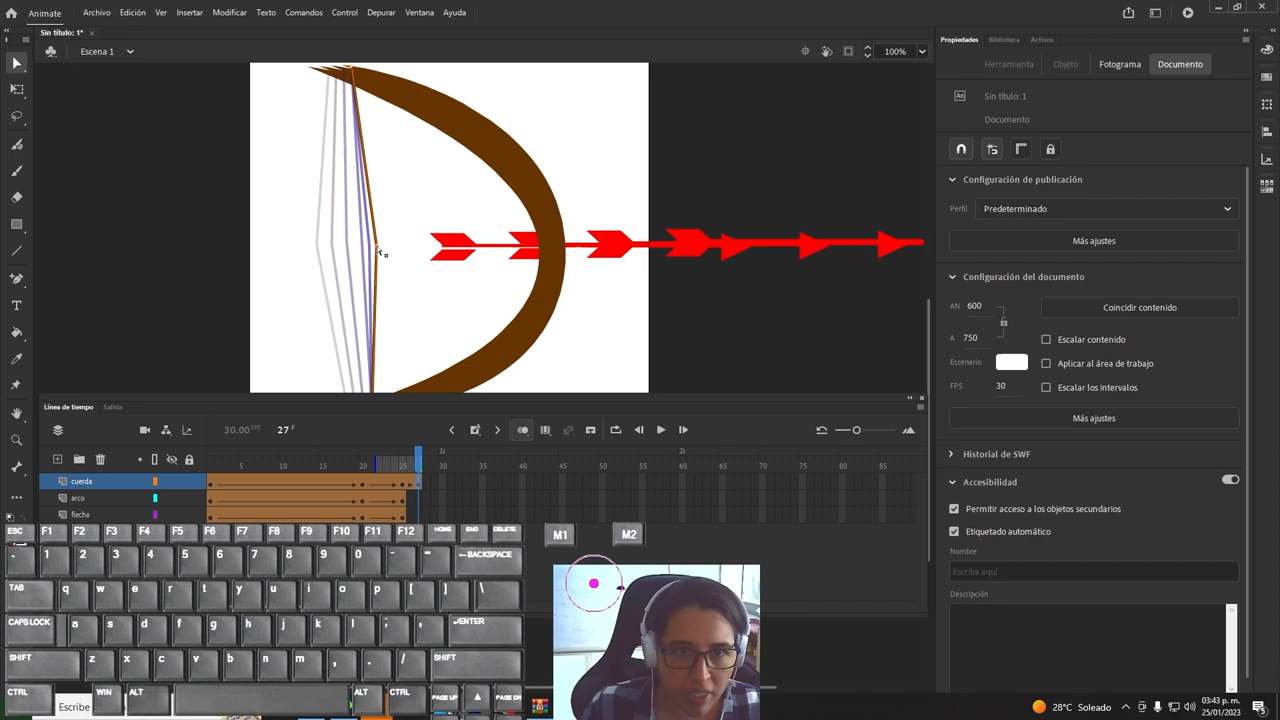 Animate Archivo Edición Ver Insertar Modificar Texto Comandos Control Depurar Ventana Ayuda
Sin título: 1* ×
Escena 1 100%
Propiedades Biblioteca Activos
Herramienta Objeto Fotograma Documento
Sin título: 1
Documento
Configuración de publicación
Perfil Predeterminado
Más ajustes
Configuración del documento
AN 600 Coincidir contenido
A 750 Escalar contenido
Escenario Aplicar al área de trabajo
FPS 30 Escalar los intervalos
Más ajustes
Historial de SWF
Accesibilidad
Permitir acceso a los objetos secundarios
Etiquetado automático
Nombre
Escriba aquí
Descripción
Línea de tiempo Salida
30.00 FPS 27 F
1s 2s
5 10 15 20 25 30 35 40 45 50 55 60 65 70 75 80 85
cuerda
arco
flecha
ESC F1 F2 F3 F4 F5 F6 F7 F8 F9 F10 F11 F12 HOME END DELETE M1 M2
1 2 3 4 5 6 7 8 9 0 - = ←BACKSPACE
TAB q w e r t y u i o p [ ] \
CAPS LOCK a s d f g h j k l ; ENTER
SHIFT z x c v b n m , . / SHIFT
CTRL WIN ALT ALT CTRL PAGE UP PAGE DN
Escribe
28°C Soleado 03:43 p. m.
25/01/2023